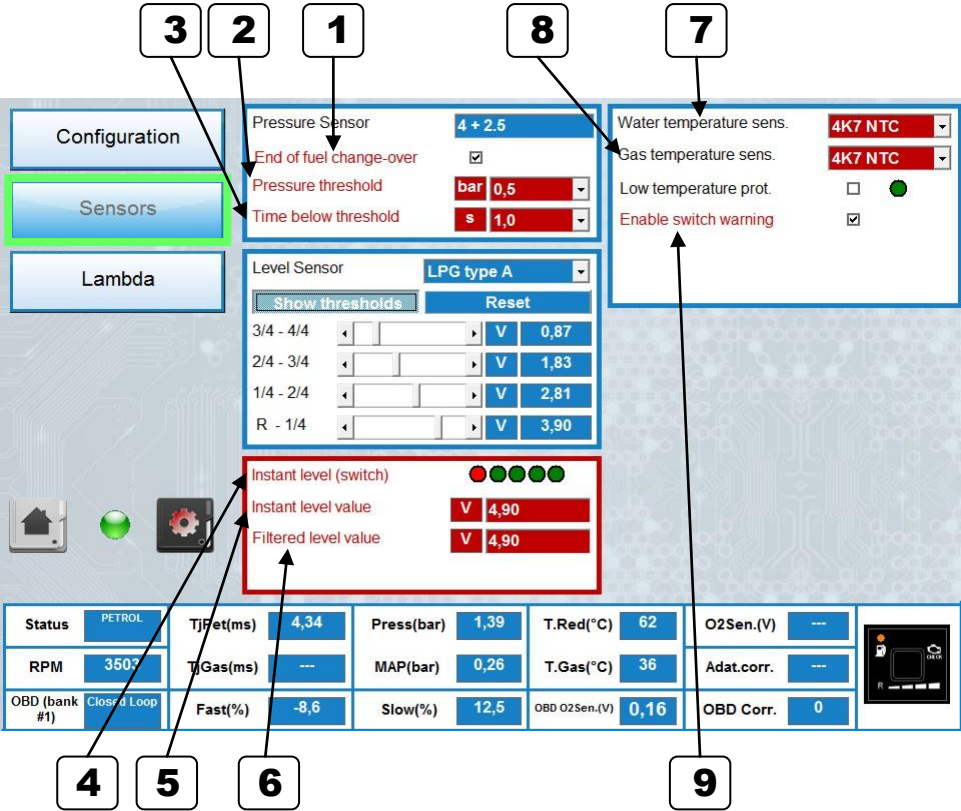 3 2 1 8 7
Configuration
Sensors
Lambda
Pressure Sensor 4 + 2.5
End of fuel change-over
Pressure threshold bar 0,5
Time below threshold s 1,0
Water temperature sens. 4K7 NTC
Gas temperature sens. 4K7 NTC
Low temperature prot.
Enable switch warning
Level Sensor LPG type A
Show thresholds Reset
3/4 - 4/4 V 0,87
2/4 - 3/4 V 1,83
1/4 - 2/4 V 2,81
R - 1/4 V 3,90
Instant level (switch)
Instant level value V 4,90
Filtered level value V 4,90
Status PETROL TjPet(ms) 4,34 Press(bar) 1,39 T.Red(°C) 62 O2Sen.(V) ---
RPM 3503 TjGas(ms) --- MAP(bar) 0,26 T.Gas(°C) 36 Adat.corr. ---
OBD (bank #1) Closed Loop Fast(%) -8,6 Slow(%) 12,5 OBD O2Sen.(V) 0,16 OBD Corr. 0
CHECK
R
4 5 6 9